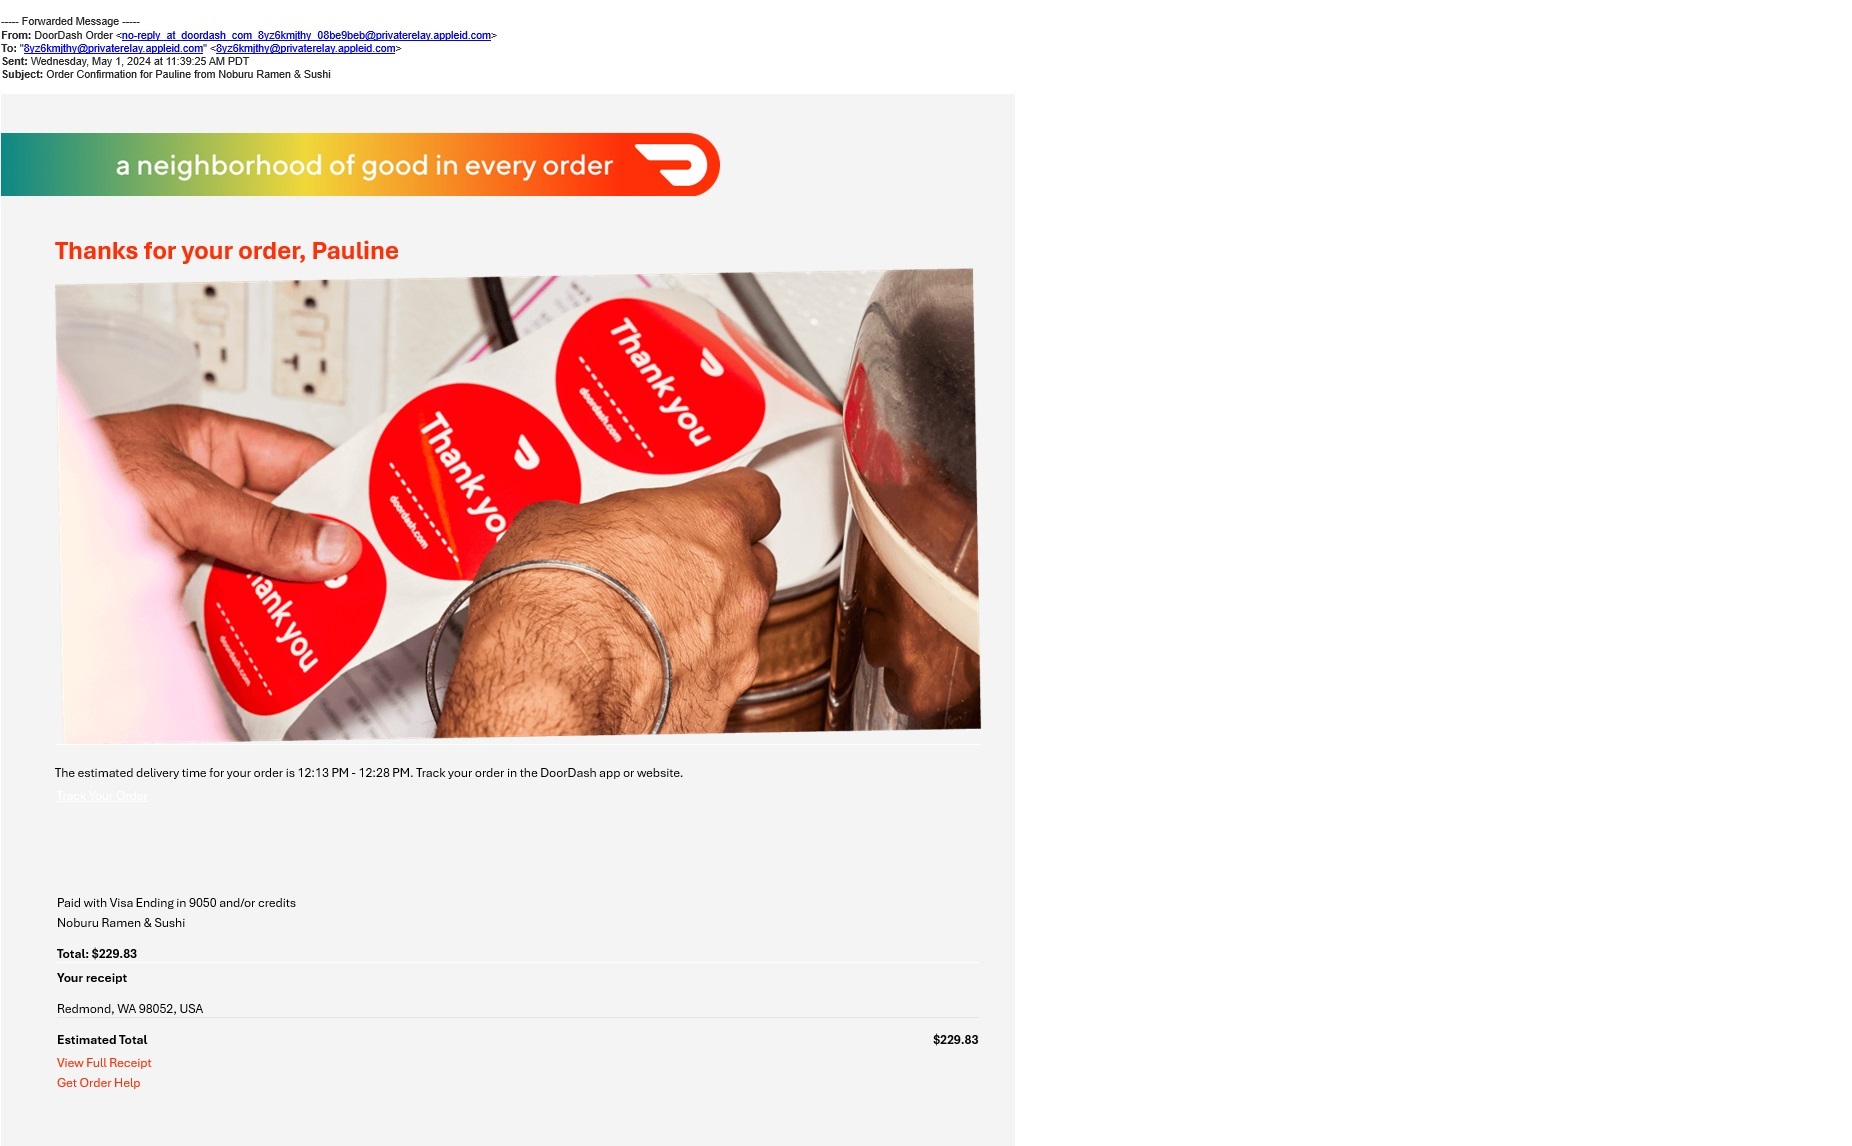 ----- Forwarded Message -----
From: DoorDash Order <no-reply_at_doordash_com_8yz6kmjthy_08be9beb@privaterelay.appleid.com>
To: "8yz6kmjthy@privaterelay.appleid.com" <8yz6kmjthy@privaterelay.appleid.com>
Sent: Wednesday, May 1, 2024 at 11:39:25 AM PDT
Subject: Order Confirmation for Pauline from Noburu Ramen & Sushi
a neighborhood of good in every order
Thanks for your order, Pauline
Thank you
doordash.com
Thank you
doordash.com
hank you
doordash.com
The estimated delivery time for your order is 12:13 PM - 12:28 PM. Track your order in the DoorDash app or website.
Track Your Order
Paid with Visa Ending in 9050 and/or credits
Noburu Ramen & Sushi
Total: $229.83
Your receipt
Redmond, WA 98052, USA
Estimated Total $229.83
View Full Receipt
Get Order Help